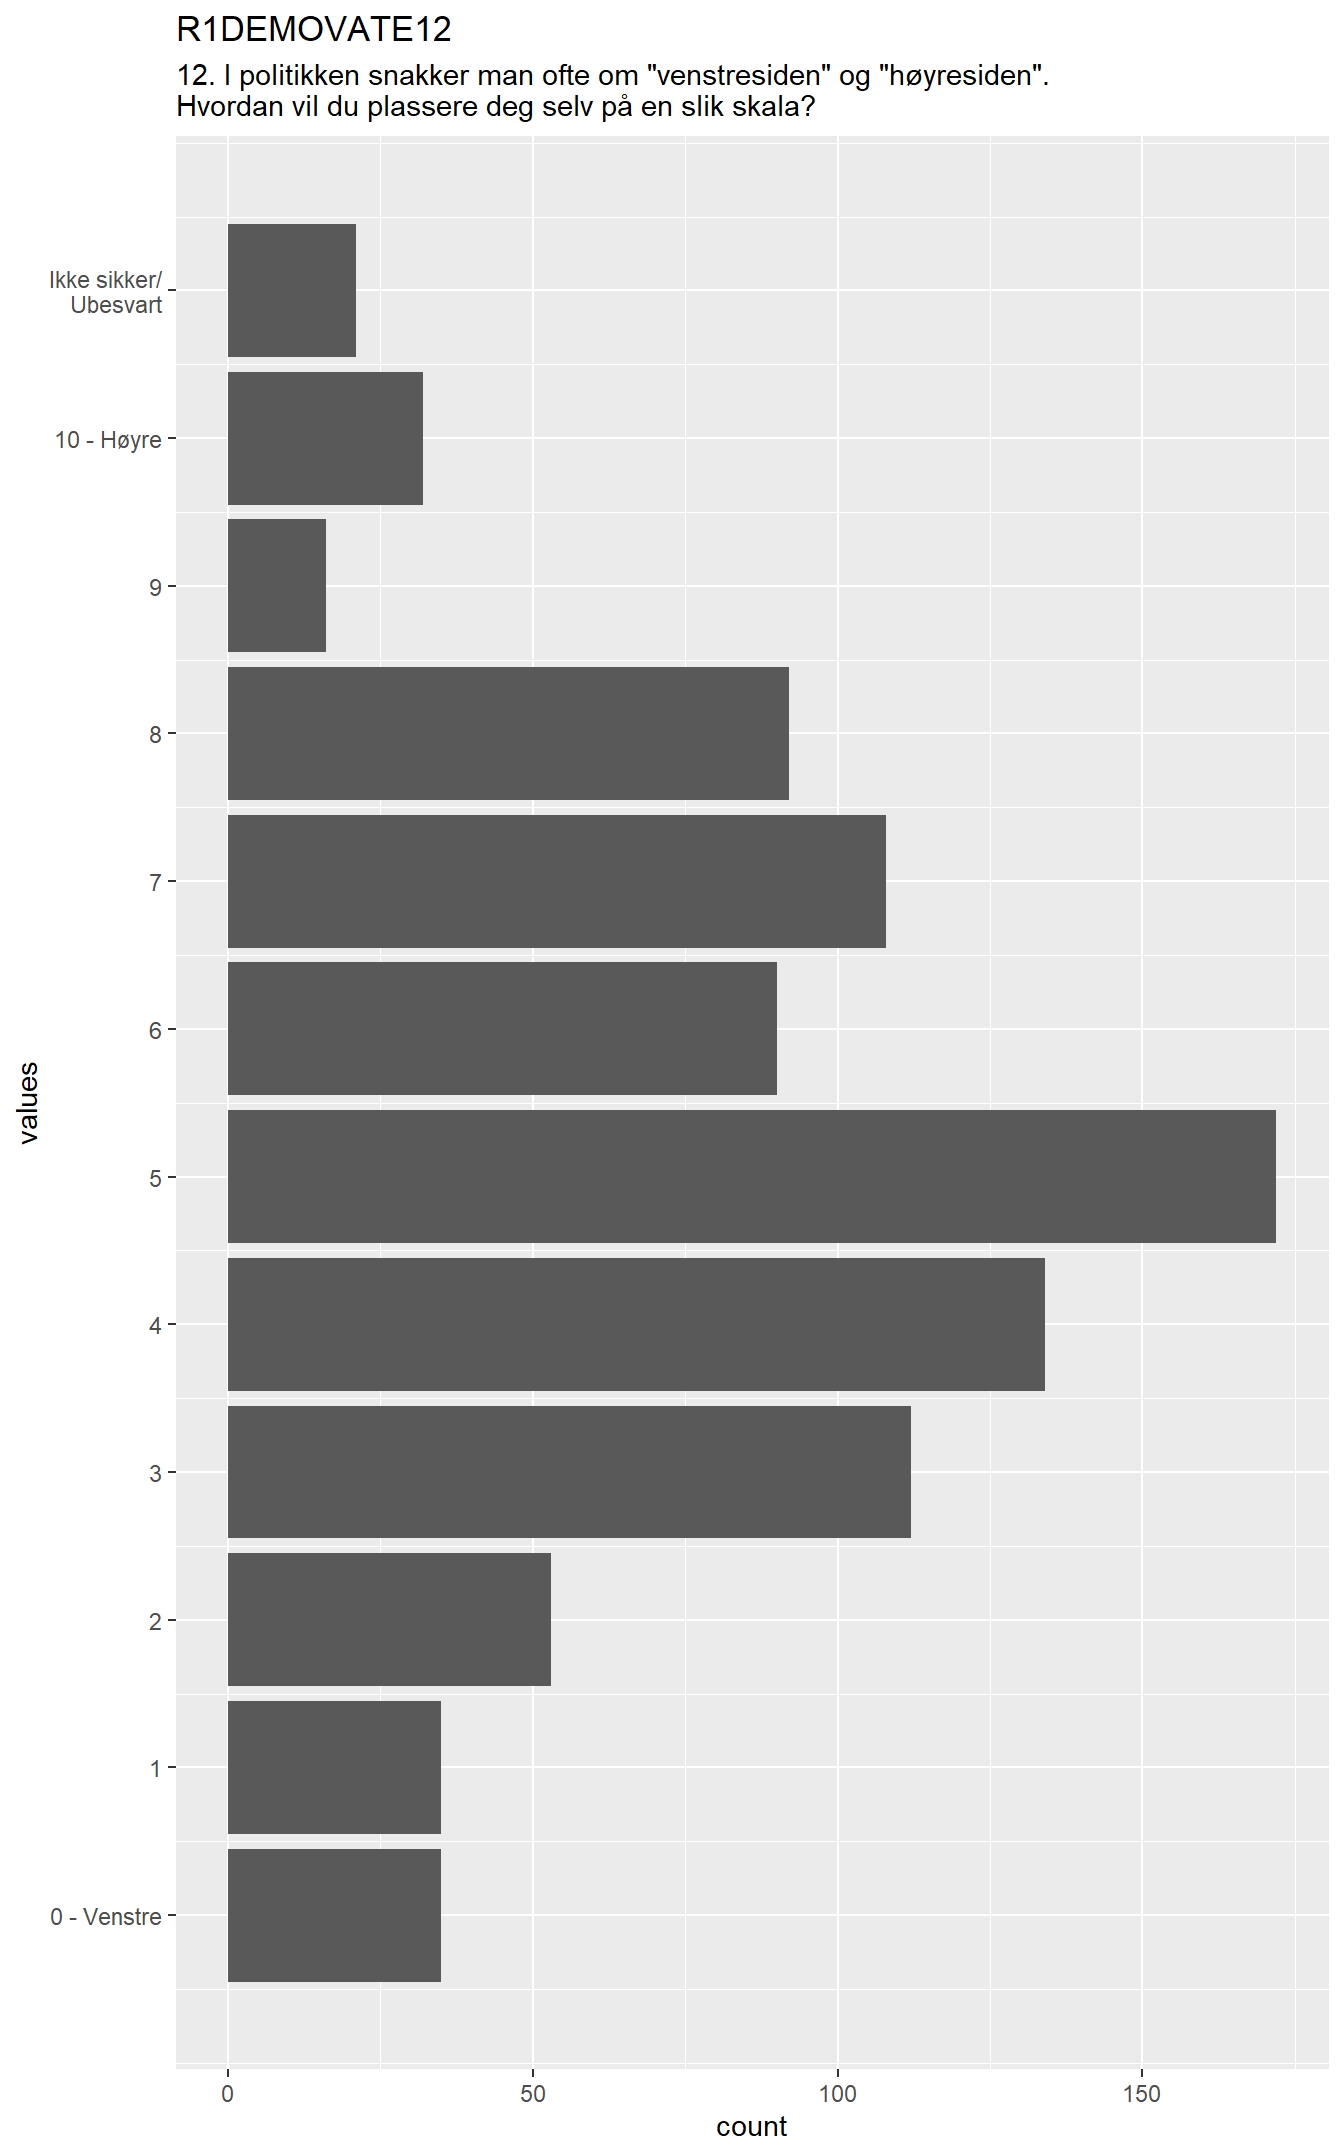 R1DEMOVATE12
12. I politikken snakker man ofte om "venstresiden" og "høyresiden".
Hvordan vil du plassere deg selv på en slik skala?
Ikke sikker/
Ubesvart
10 - Høyre
9
8
7
6
values
5
4
3
2
1
0 - Venstre
0 50 100 150
count